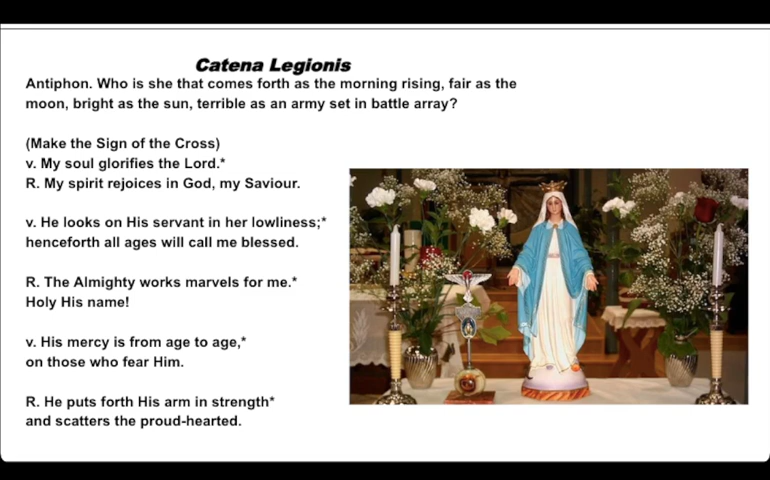 Catena Legionis
Antiphon. Who is she that comes forth as the morning rising, fair as the
moon, bright as the sun, terrible as an army set in battle array?
(Make the Sign of the Cross)
v. My soul glorifies the Lord.*
R. My spirit rejoices in God, my Saviour.
v. He looks on His servant in her lowliness;*
henceforth all ages will call me blessed.
R. The Almighty works marvels for me.*
Holy His name!
v. His mercy is from age to age,*
on those who fear Him.
R. He puts forth His arm in strength*
and scatters the proud-hearted.